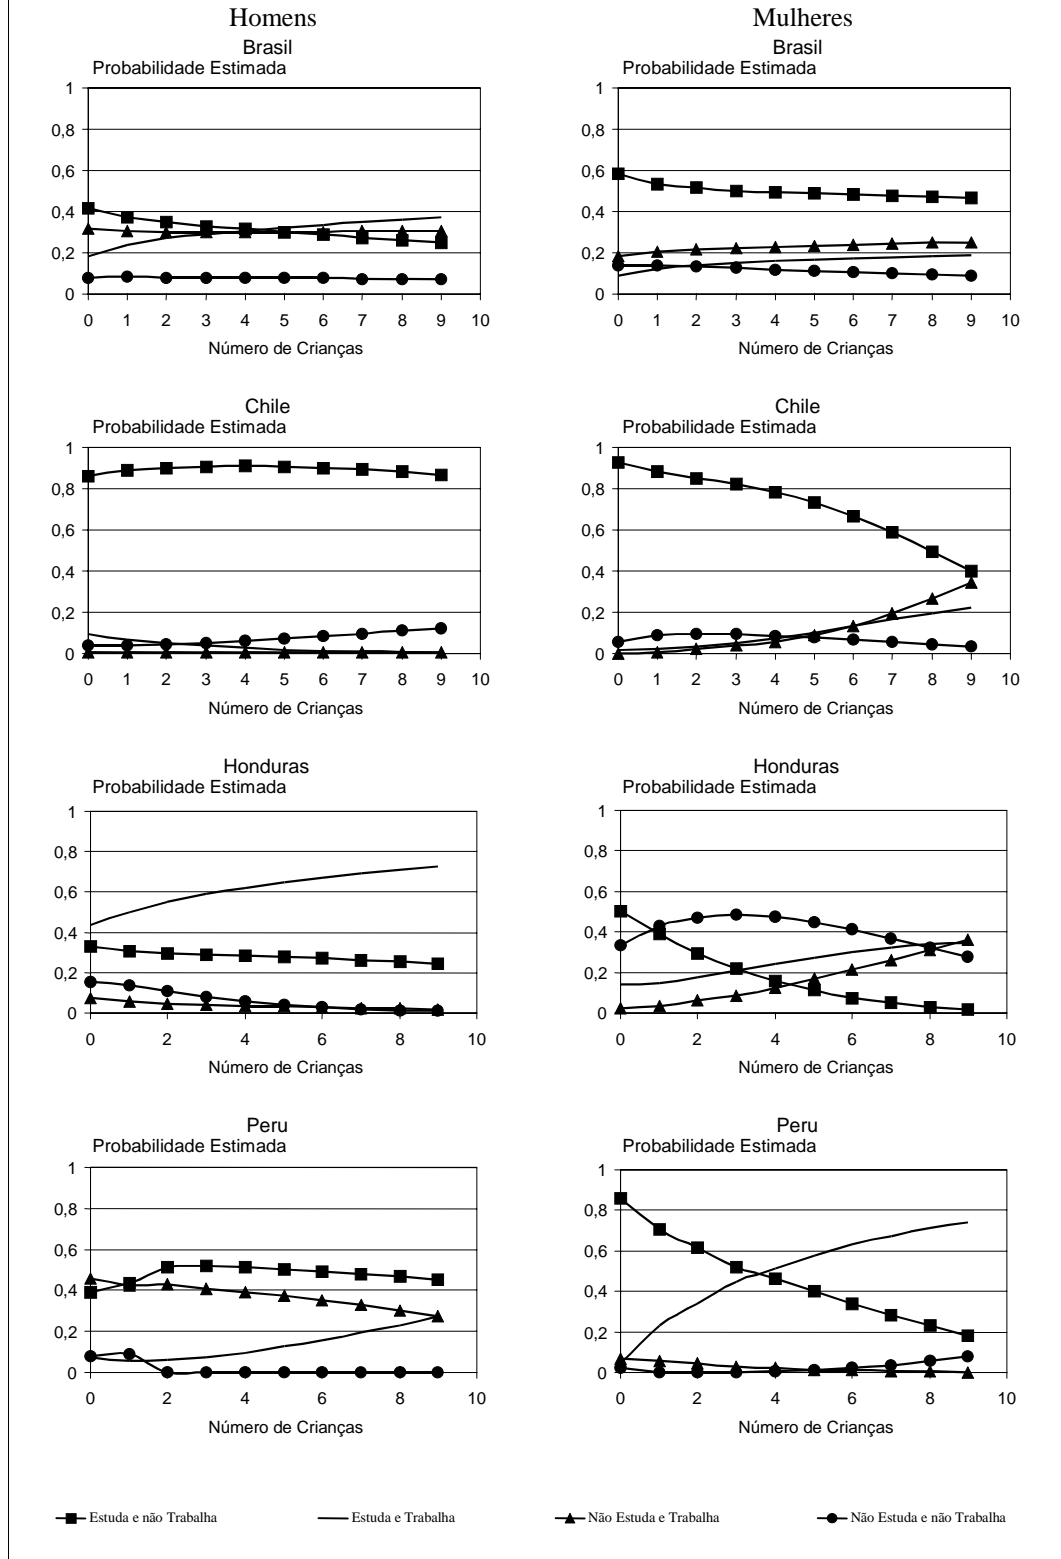 Homens Mulheres
Brasil Brasil
Probabilidade Estimada Probabilidade Estimada
1 1
0,8 0,8
0,6 0,6
0,4 0,4
0,2 0,2
0 0
0 1 2 3 4 5 6 7 8 9 10 0 1 2 3 4 5 6 7 8 9 10
Número de Crianças Número de Crianças
Chile Chile
Probabilidade Estimada Probabilidade Estimada
1 1
0,8 0,8
0,6 0,6
0,4 0,4
0,2 0,2
0 0
0 1 2 3 4 5 6 7 8 9 10 0 1 2 3 4 5 6 7 8 9 10
Número de Crianças Número de Crianças
Honduras Honduras
Probabilidade Estimada Probabilidade Estimada
1 1
0,8 0,8
0,6 0,6
0,4 0,4
0,2 0,2
0 0
0 2 4 6 8 10 0 2 4 6 8 10
Número de Crianças Número de Crianças
Peru Peru
Probabilidade Estimada Probabilidade Estimada
1 1
0,8 0,8
0,6 0,6
0,4 0,4
0,2 0,2
0 0
0 2 4 6 8 10 0 2 4 6 8 10
Número de Crianças Número de Crianças
Estuda e não Trabalha Estuda e Trabalha Não Estuda e Trabalha Não Estuda e não Trabalha